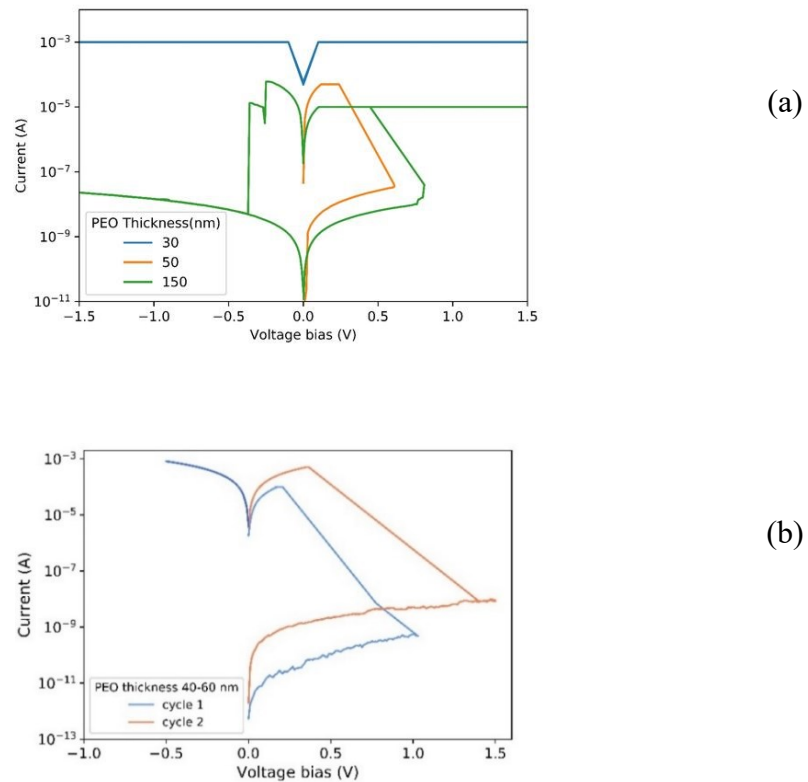 10⁻³
10⁻⁵
10⁻⁷
10⁻⁹
10⁻¹¹
Current (A)
PEO Thickness(nm)
30
50
150
−1.5 −1.0 −0.5 0.0 0.5 1.0 1.5
Voltage bias (V)
(a)
10⁻³
10⁻⁵
10⁻⁷
10⁻⁹
10⁻¹¹
10⁻¹³
Current (A)
PEO thickness 40-60 nm
cycle 1
cycle 2
−1.0 −0.5 0.0 0.5 1.0 1.5
Voltage bias (V)
(b)